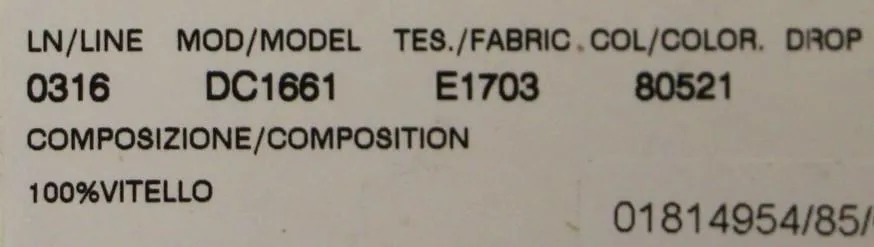 LN/LINE MOD/MODEL TES./FABRIC. COL/COLOR. DROP
0316 DC1661 E1703 80521
COMPOSIZIONE/COMPOSITION
100%VITELLO
01814954/85/